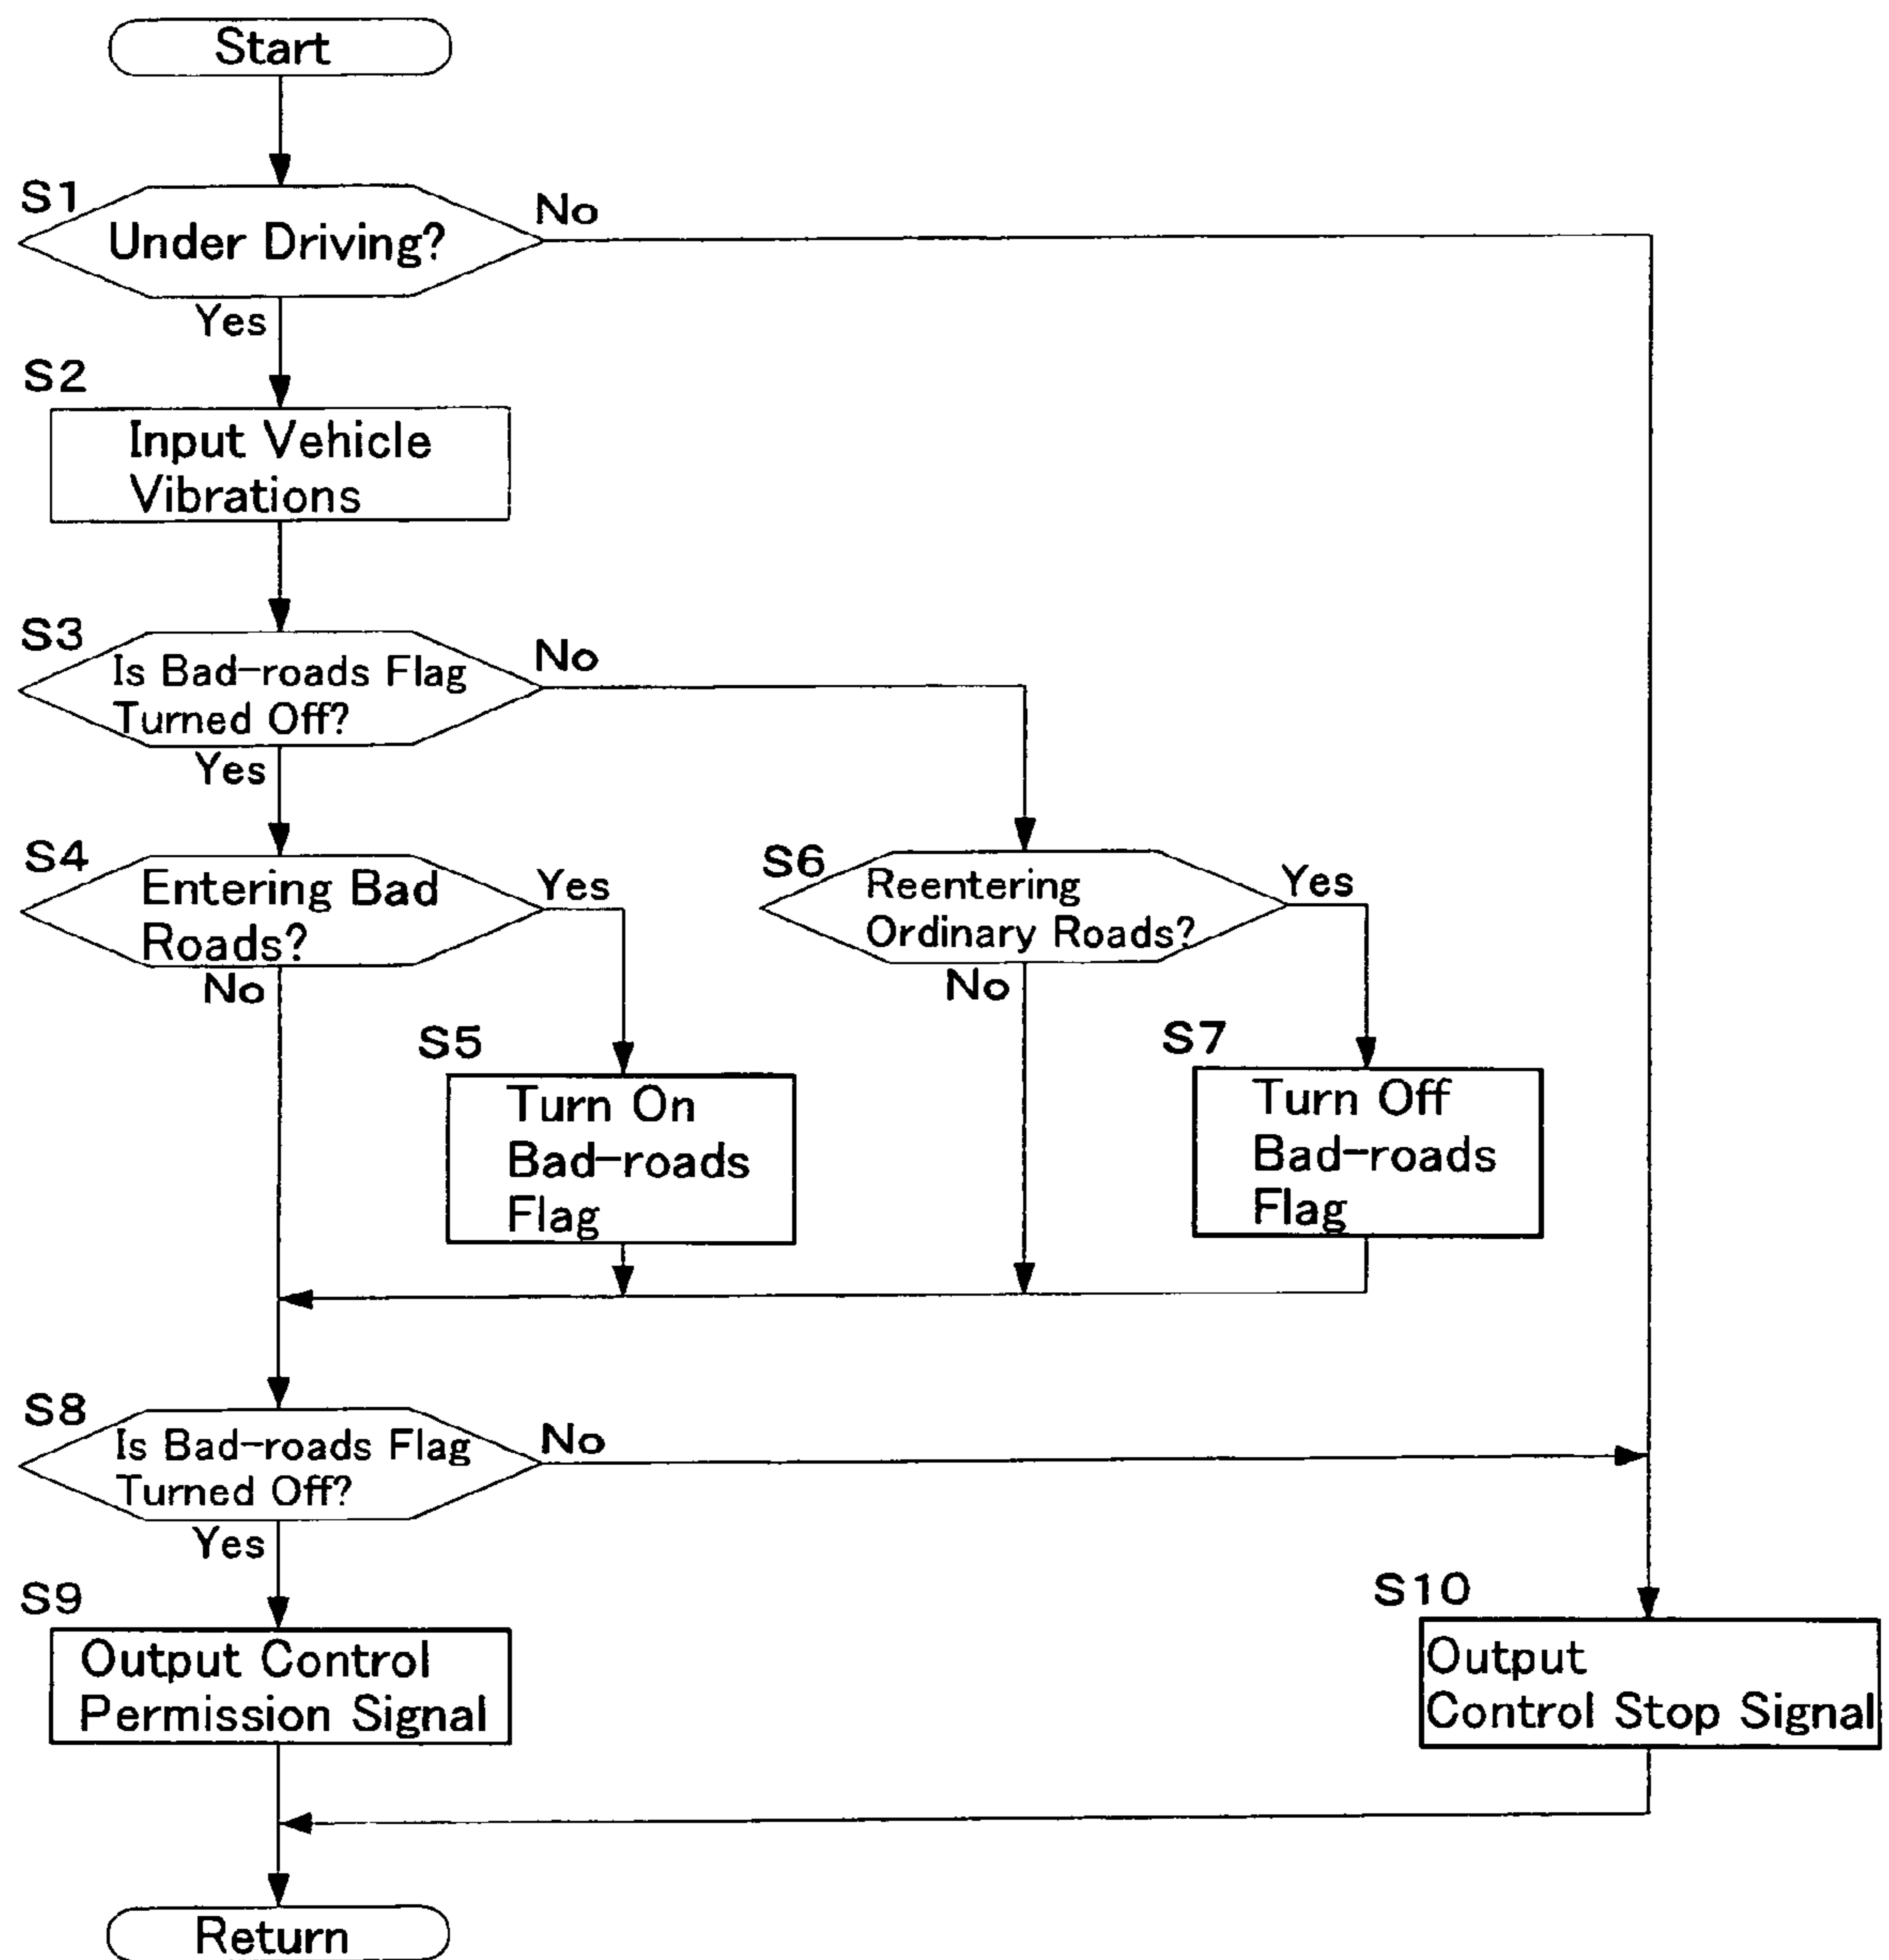 Start
S1
Under Driving?
No
Yes
S2
Input Vehicle
Vibrations
S3
Is Bad-roads Flag
Turned Off?
No
Yes
S4
Entering Bad
Roads?
Yes
No
S6
Reentering
Ordinary Roads?
Yes
No
S5
Turn On
Bad-roads
Flag
S7
Turn Off
Bad-roads
Flag
S8
Is Bad-roads Flag
Turned Off?
No
Yes
S9
Output Control
Permission Signal
S10
Output
Control Stop Signal
Return